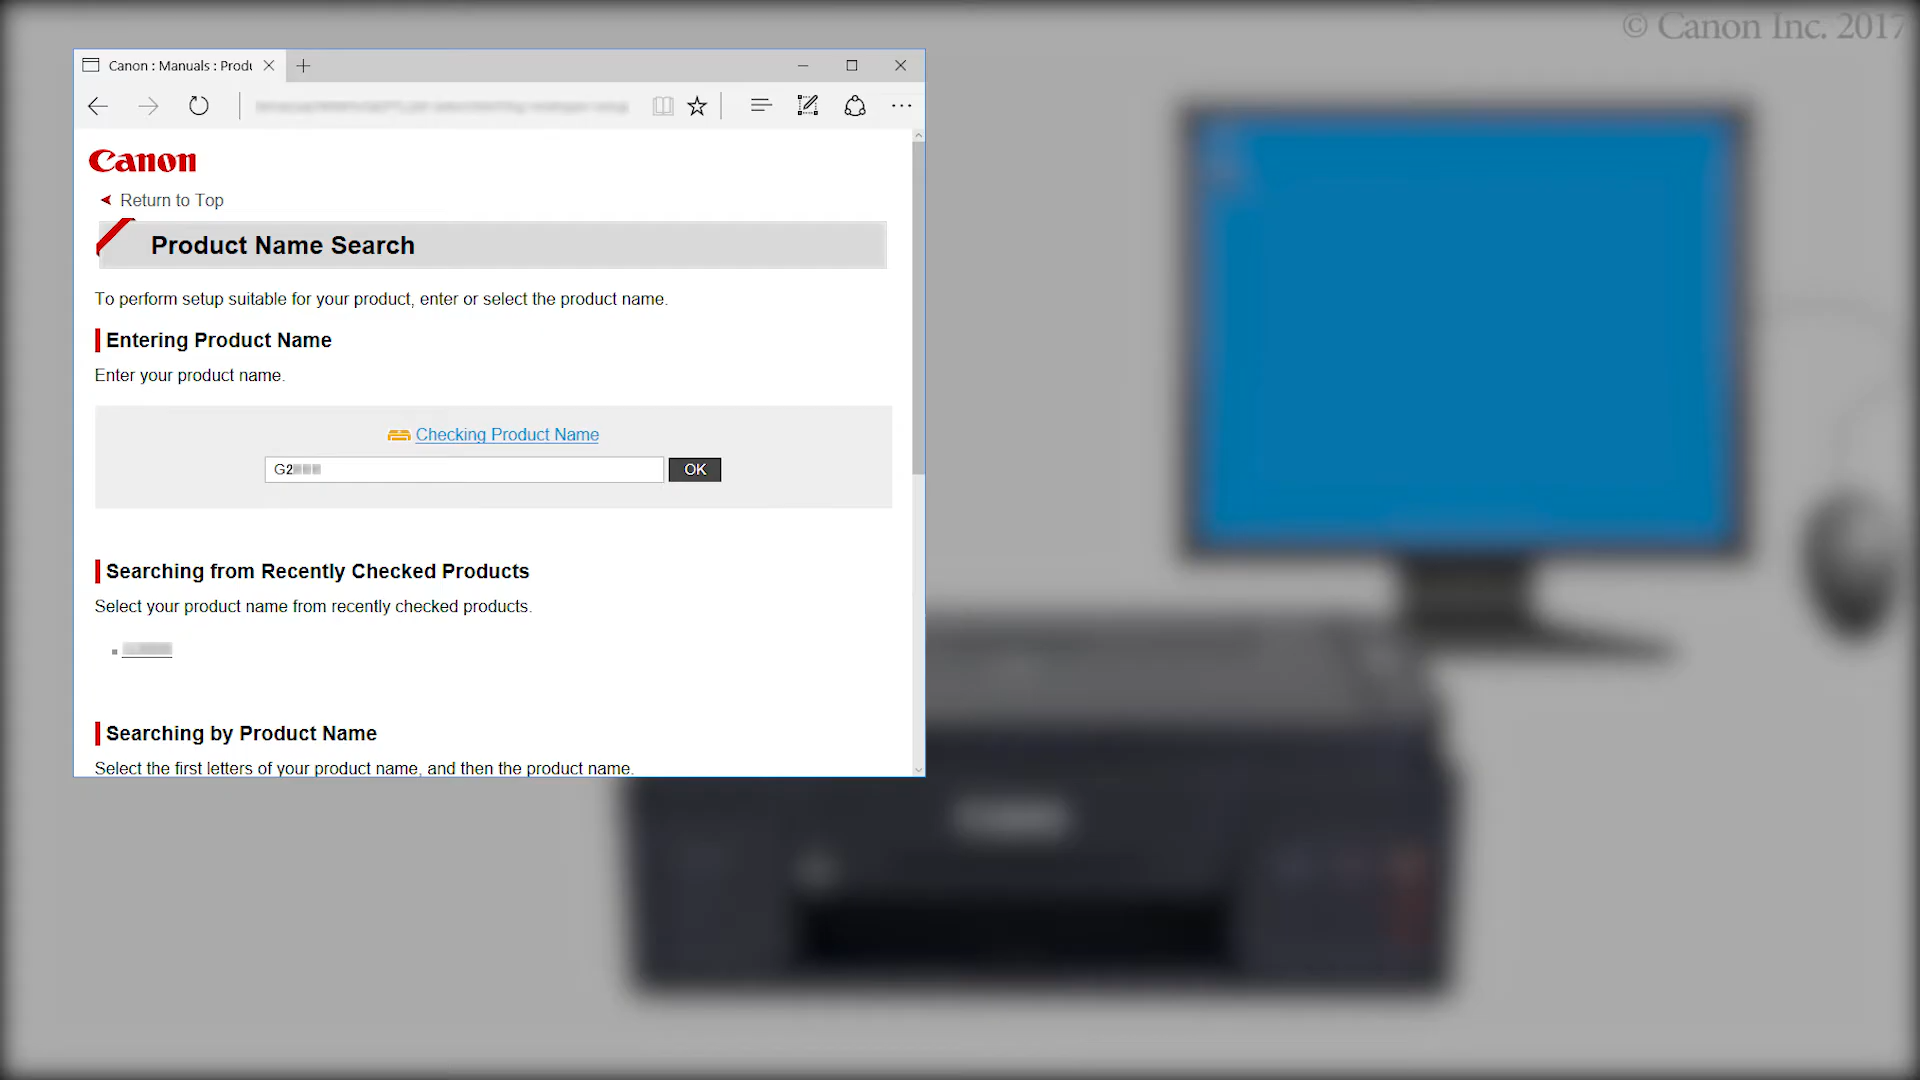 © Canon Inc. 2017
Canon : Manuals : Produ
Canon
Return to Top
Product Name Search
To perform setup suitable for your product, enter or select the product name.
Entering Product Name
Enter your product name.
Checking Product Name
G2
OK
Searching from Recently Checked Products
Select your product name from recently checked products.
Searching by Product Name
Select the first letters of your product name, and then the product name.